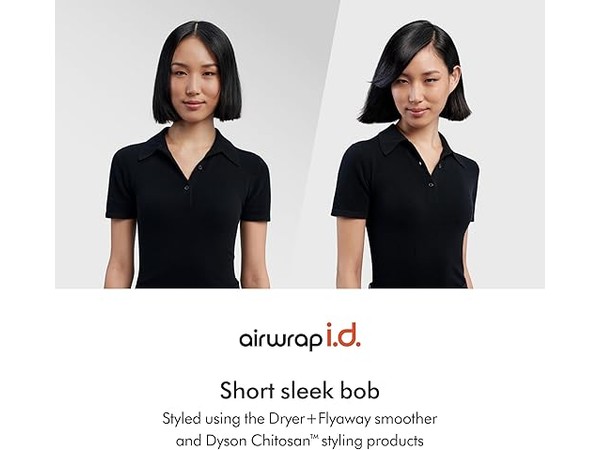 airwrap i.d.
Short sleek bob
Styled using the Dryer+Flyaway smoother
and Dyson Chitosan™ styling products